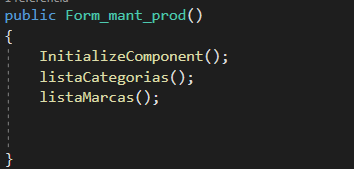 public Form_mant_prod()
{
InitializeComponent();
listaCategorias();
listaMarcas();
}